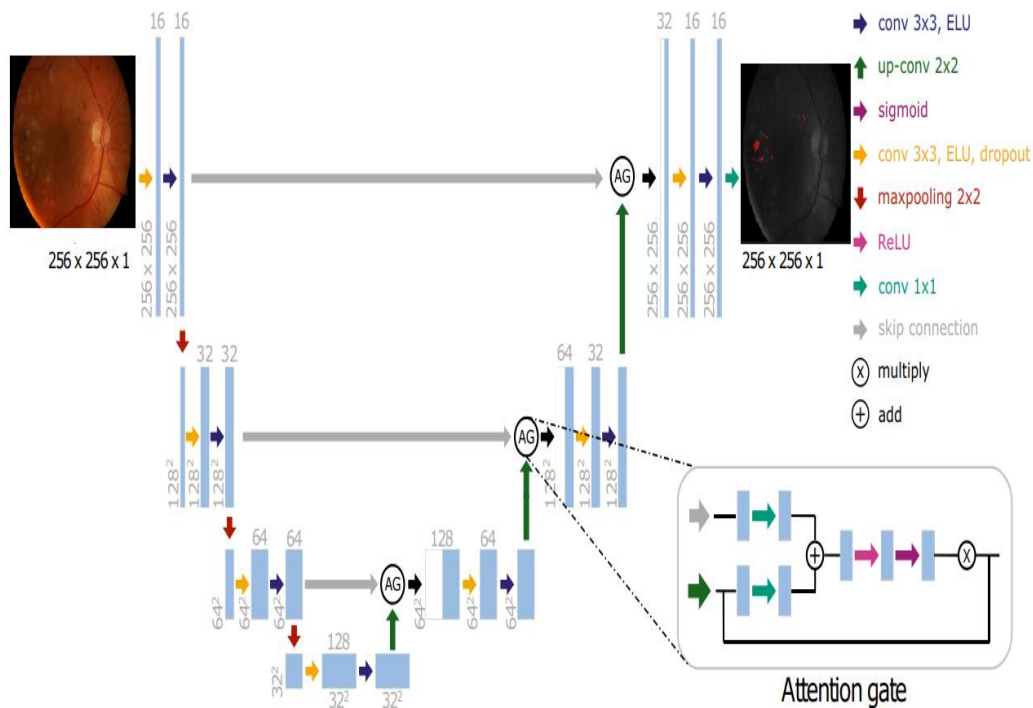 16 16
256 x 256 x 1
256 x 256
256 x 256
AG
32 16 16
256 x 256
256 x 256
256 x 256
256 x 256 x 1
32 32
128²
128²
128²
AG
64 32
128²
128²
128²
64 64
64²
64²
64²
AG
128 64
64²
64²
64²
128
32²
32²
32²
conv 3x3, ELU
up-conv 2x2
sigmoid
conv 3x3, ELU, dropout
maxpooling 2x2
ReLU
conv 1x1
skip connection
x multiply
+ add
+
x
Attention gate